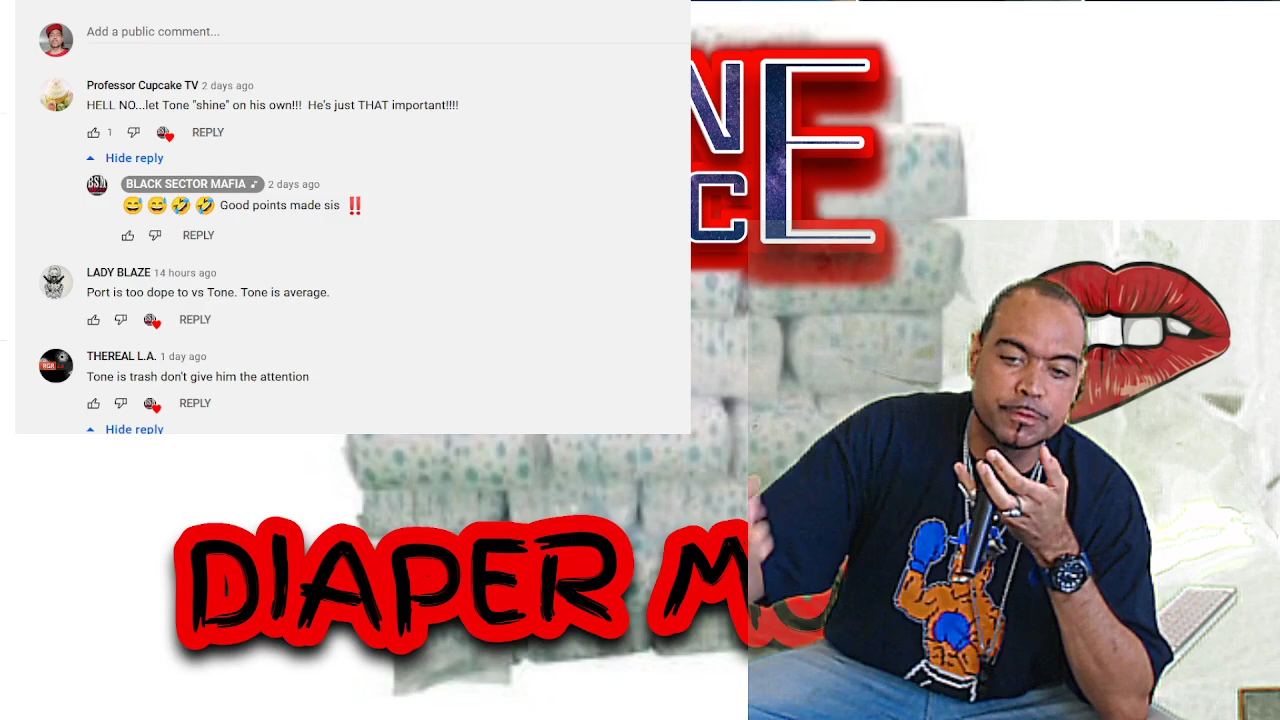 Add a public comment...
Professor Cupcake TV 2 days ago
HELL NO...let Tone "shine" on his own!!! He's just THAT important!!!!
1 REPLY
Hide reply
BLACK SECTOR MAFIA ♪ 2 days ago
😅 😅 🤣 🤣 Good points made sis ‼️
REPLY
LADY BLAZE 14 hours ago
Port is too dope to vs Tone. Tone is average.
REPLY
THEREAL L.A. 1 day ago
Tone is trash don't give him the attention
REPLY
Hide reply
NE
C
DIAPER M